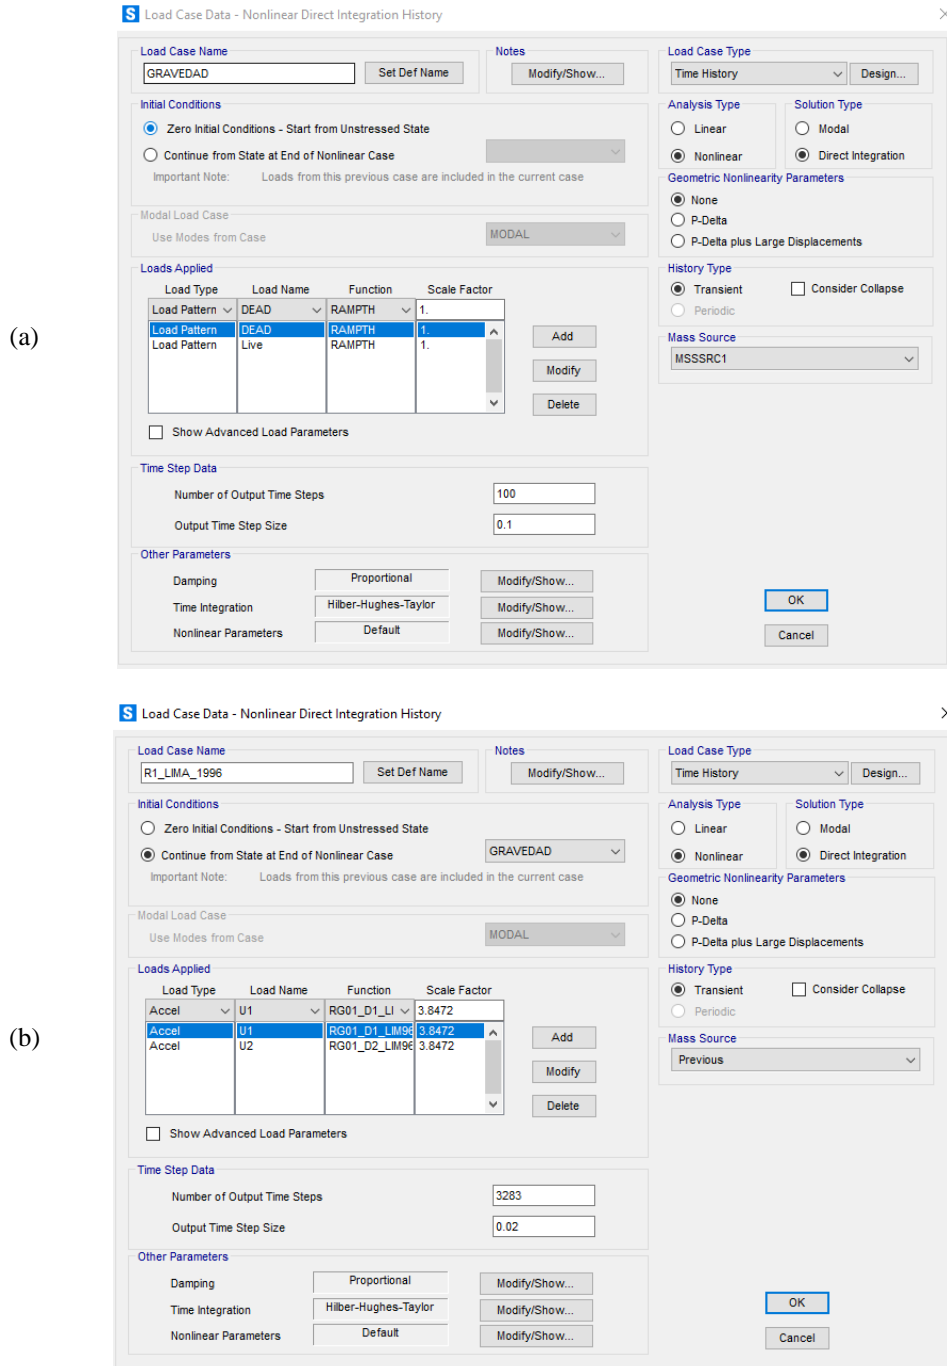 S Load Case Data - Nonlinear Direct Integration History
Load Case Name
GRAVEDAD
Set Def Name
Notes
Modify/Show...
Load Case Type
Time History
Design...
Initial Conditions
Zero Initial Conditions - Start from Unstressed State
Continue from State at End of Nonlinear Case
Important Note: Loads from this previous case are included in the current case
Analysis Type
Linear
Nonlinear
Solution Type
Modal
Direct Integration
Geometric Nonlinearity Parameters
None
P-Delta
P-Delta plus Large Displacements
Modal Load Case
Use Modes from Case
MODAL
History Type
Transient
Consider Collapse
Periodic
Loads Applied
Load Type Load Name Function Scale Factor
Load Pattern DEAD RAMPTH 1.
Load Pattern DEAD RAMPTH 1.
Load Pattern Live RAMPTH 1.
Add
Modify
Delete
Show Advanced Load Parameters
Mass Source
MSSSRC1
(a)
Time Step Data
Number of Output Time Steps 100
Output Time Step Size 0.1
Other Parameters
Damping Proportional Modify/Show...
Time Integration Hilber-Hughes-Taylor Modify/Show...
Nonlinear Parameters Default Modify/Show...
OK
Cancel
S Load Case Data - Nonlinear Direct Integration History
Load Case Name
R1_LIMA_1996
Set Def Name
Notes
Modify/Show...
Load Case Type
Time History
Design...
Initial Conditions
Zero Initial Conditions - Start from Unstressed State
Continue from State at End of Nonlinear Case GRAVEDAD
Important Note: Loads from this previous case are included in the current case
Analysis Type
Linear
Nonlinear
Solution Type
Modal
Direct Integration
Geometric Nonlinearity Parameters
None
P-Delta
P-Delta plus Large Displacements
Modal Load Case
Use Modes from Case
MODAL
History Type
Transient
Consider Collapse
Periodic
Loads Applied
Load Type Load Name Function Scale Factor
Accel U1 RG01_D1_LI 3.8472
Accel U1 RG01_D1_LIM96 3.8472
Accel U2 RG01_D2_LIM96 3.8472
Add
Modify
Delete
Show Advanced Load Parameters
Mass Source
Previous
(b)
Time Step Data
Number of Output Time Steps 3283
Output Time Step Size 0.02
Other Parameters
Damping Proportional Modify/Show...
Time Integration Hilber-Hughes-Taylor Modify/Show...
Nonlinear Parameters Default Modify/Show...
OK
Cancel